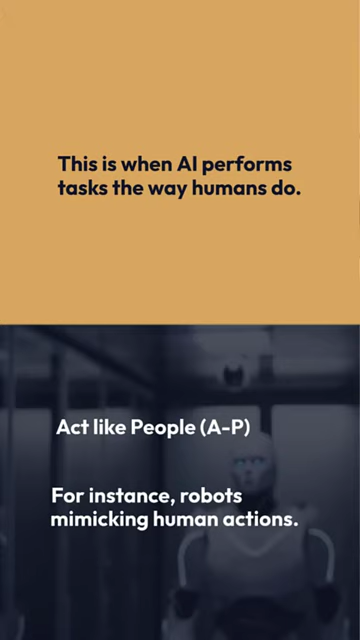 This is when AI performs
tasks the way humans do.
Act like People (A-P)
For instance, robots
mimicking human actions.